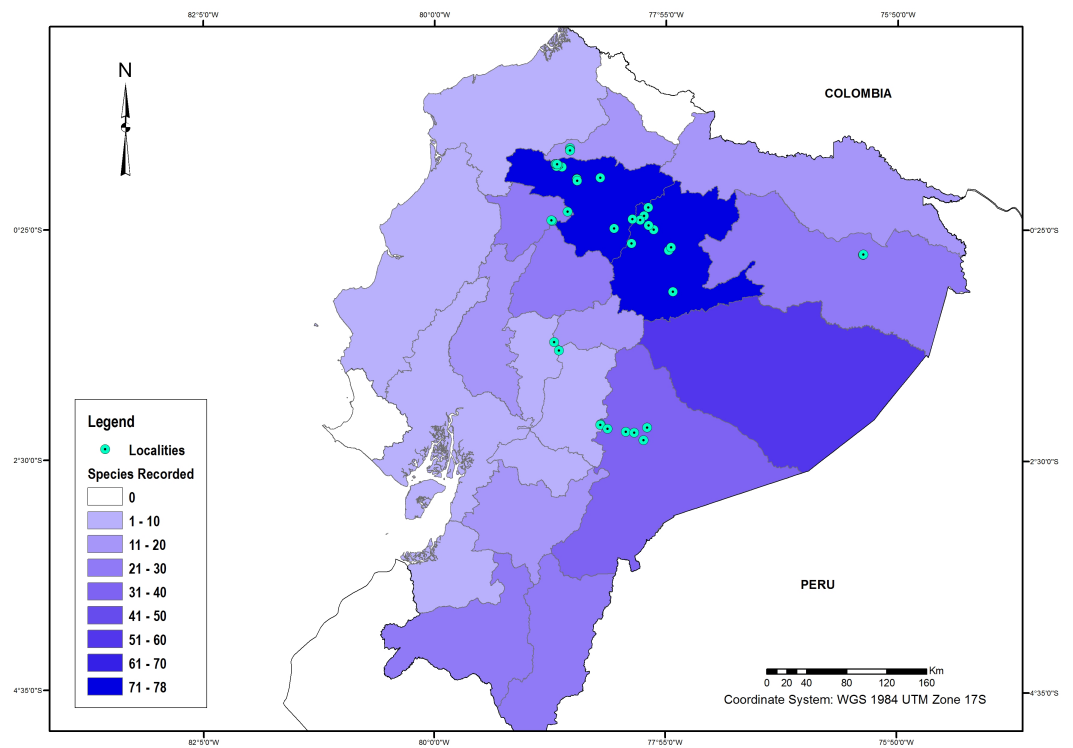 82°5'0"W 80°0'0"W 77°55'0"W 75°50'0"W
N
COLOMBIA
0°25'0"S 0°25'0"S
Legend
Localities
Species Recorded
0
1 - 10
11 - 20
21 - 30
31 - 40
41 - 50
51 - 60
61 - 70
71 - 78
2°30'0"S 2°30'0"S
PERU
Km
0 20 40 80 120 160
Coordinate System: WGS 1984 UTM Zone 17S
4°35'0"S 4°35'0"S
82°5'0"W 80°0'0"W 77°55'0"W 75°50'0"W